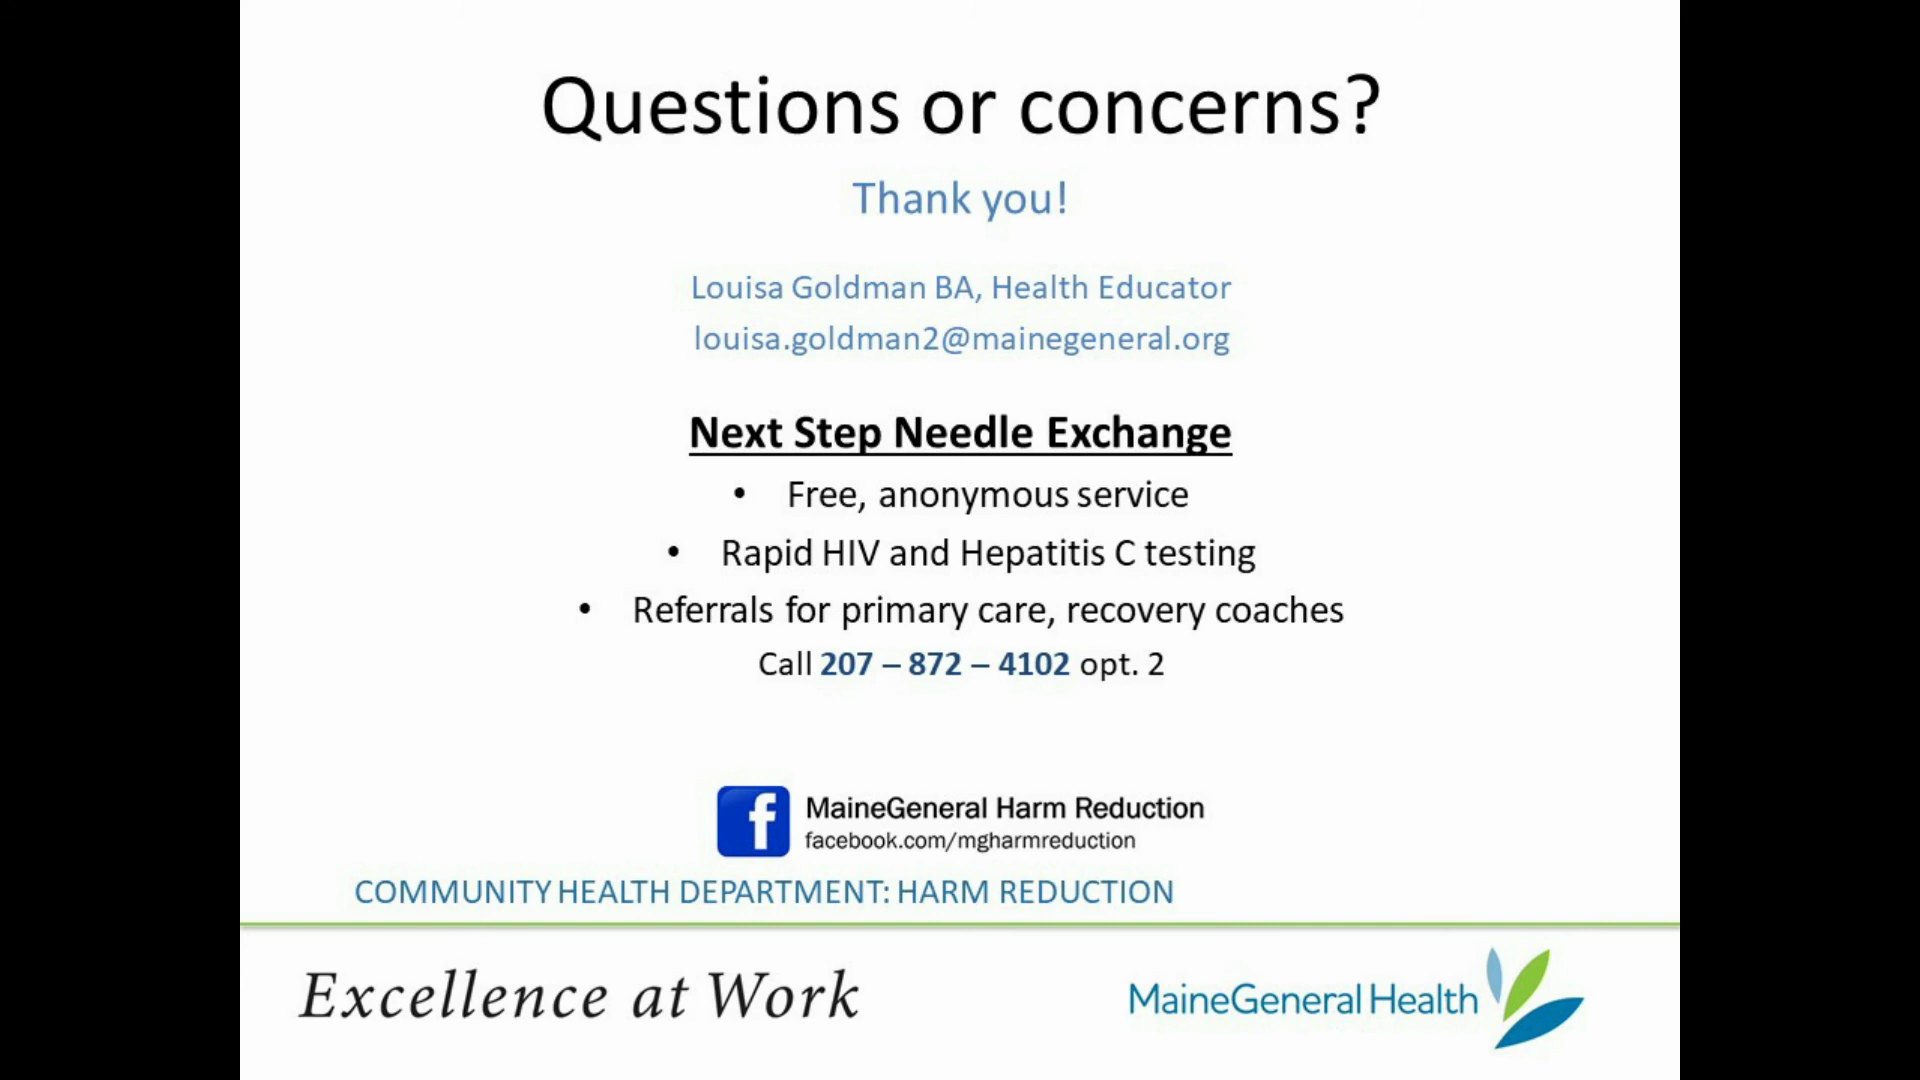 Questions or concerns?
Thank you!
Louisa Goldman BA, Health Educator
louisa.goldman2@mainegeneral.org
Next Step Needle Exchange
• Free, anonymous service
• Rapid HIV and Hepatitis C testing
• Referrals for primary care, recovery coaches
Call 207 – 872 – 4102 opt. 2
f
MaineGeneral Harm Reduction
facebook.com/mgharmreduction
COMMUNITY HEALTH DEPARTMENT: HARM REDUCTION
Excellence at Work
MaineGeneral Health